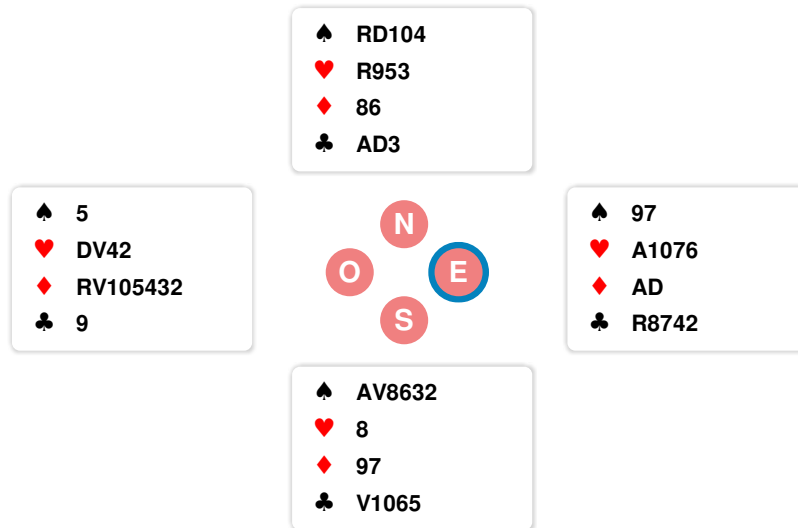 ♠ RD104
♥ R953
♦ 86
♣ AD3
♠ 5
♥ DV42
♦ RV105432
♣ 9
N
O
E
S
♠ 97
♥ A1076
♦ AD
♣ R8742
♠ AV8632
♥ 8
♦ 97
♣ V1065